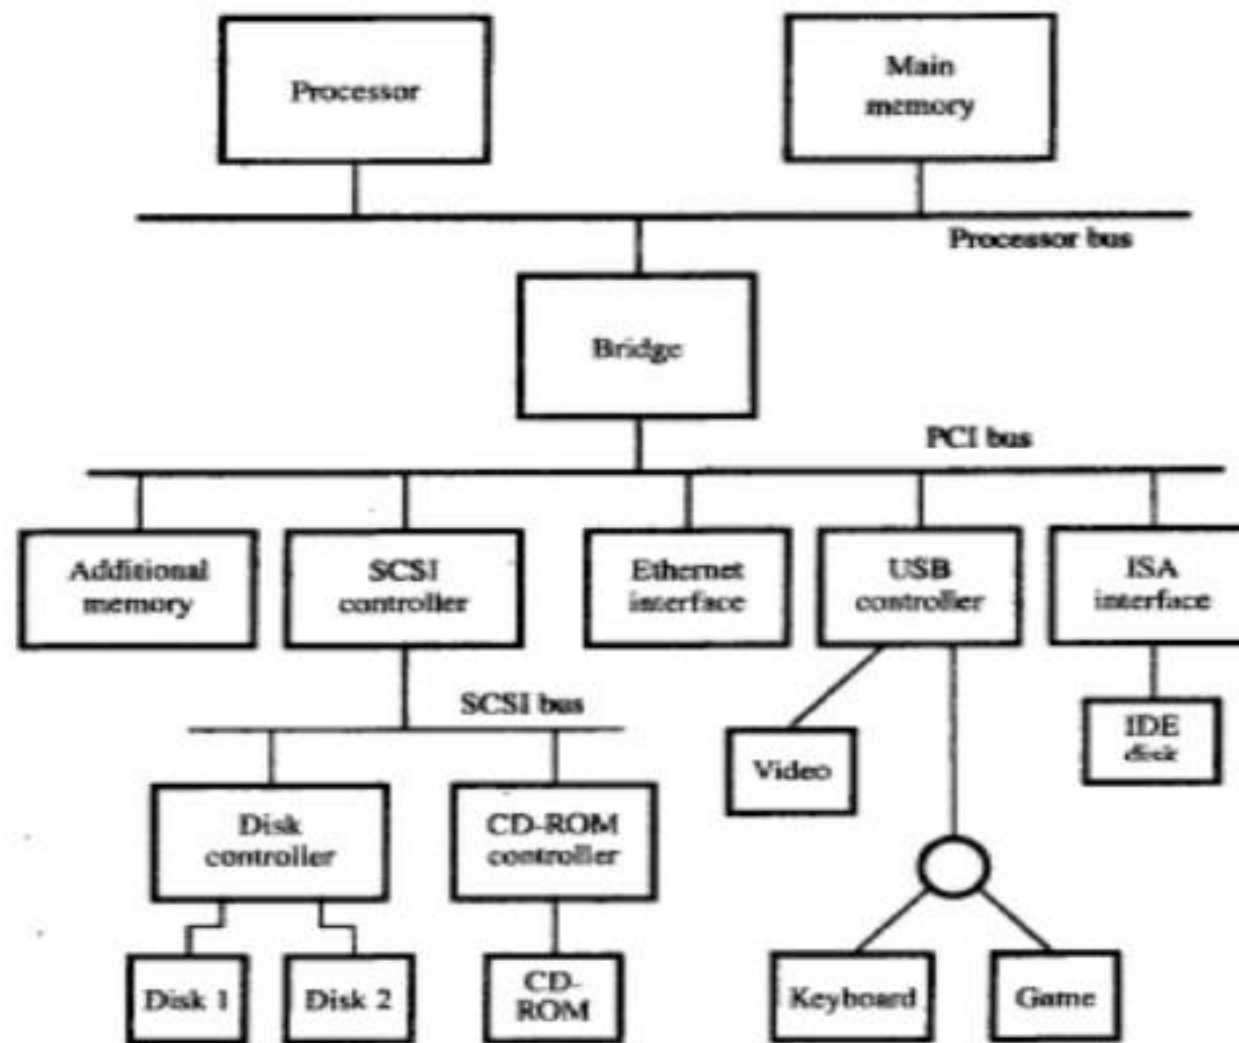 Processor
Main
memory
Processor bus
Bridge
PCI bus
Additional
memory
SCSI
controller
Ethernet
interface
USB
controller
ISA
interface
SCSI bus
Video
IDE
disk
Disk
controller
CD-ROM
controller
Disk 1
Disk 2
CD-
ROM
Keyboard
Game